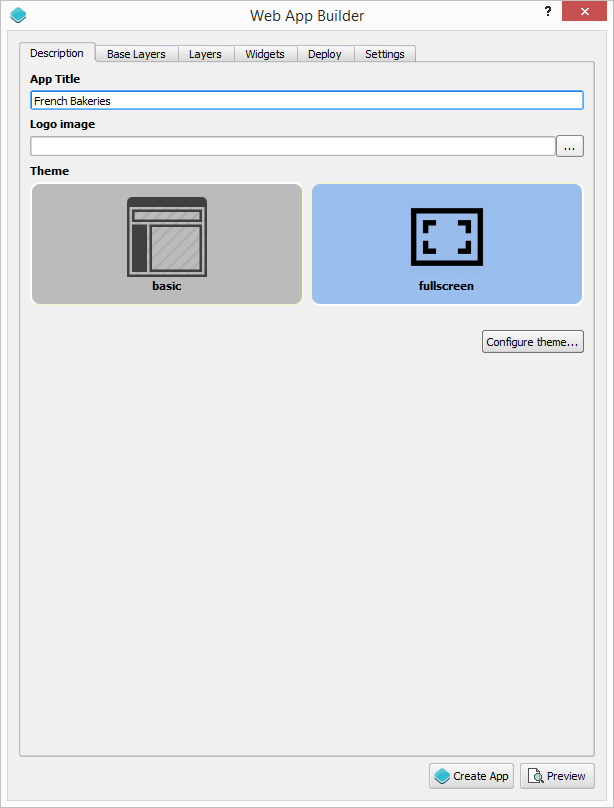 Web App Builder
?
Description Base Layers Layers Widgets Deploy Settings
App Title
French Bakeries
Logo image
...
Theme
basic fullscreen
Configure theme...
Create App Preview